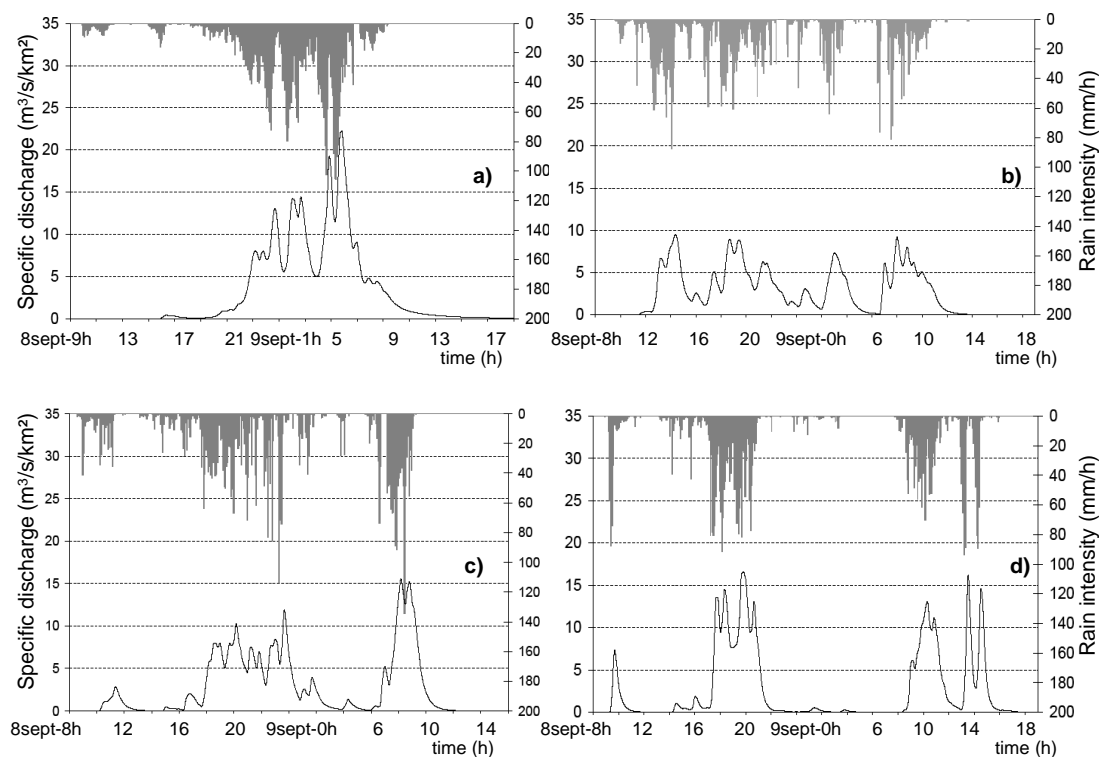 35 0
30 20
25 40
60
20 80
15 100
10 120
140
5 160
180
0 200
8sept-9h 13 17 21 9sept-1h 5 9 13 17
time (h)
Specific discharge (m³/s/km²)
a)
35 0
30 20
25 40
60
20 80
15 100
10 120
140
5 160
180
0 200
8sept-8h 12 16 20 9sept-0h 6 10 14 18
time (h)
Rain intensity (mm/h)
b)
35 0
30 20
25 40
60
20 80
15 100
10 120
140
5 160
180
0 200
8sept-8h 12 16 20 9sept-0h 6 10 12 16
time (h)
Specific discharge (m³/s/km²)
c)
35 0
30 20
25 40
60
20 80
15 100
10 120
140
5 160
180
0 200
8sept-8h 10 16 20 9sept-0h 6 10 14 18
time (h)
Rain intensity (mm/h)
d)